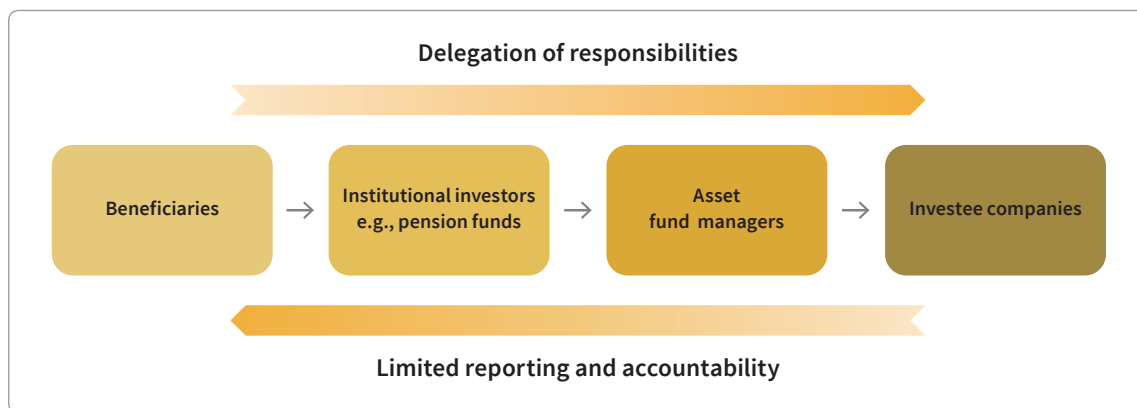 Delegation of responsibilities
Beneficiaries
Institutional investors
e.g., pension funds
Asset
fund managers
Investee companies
Limited reporting and accountability